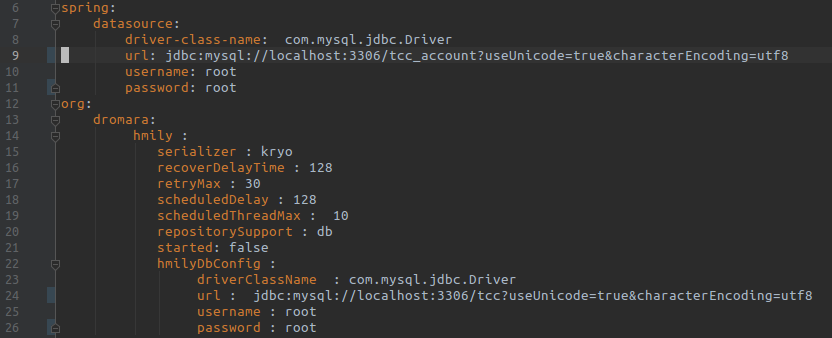 6 spring:
7 datasource:
8 driver-class-name:  com.mysql.jdbc.Driver
9 url: jdbc:mysql://localhost:3306/tcc_account?useUnicode=true&characterEncoding=utf8
10 username: root
11 password: root
12 org:
13 dromara:
14 hmily :
15 serializer : kryo
16 recoverDelayTime : 128
17 retryMax : 30
18 scheduledDelay : 128
19 scheduledThreadMax :  10
20 repositorySupport : db
21 started: false
22 hmilyDbConfig :
23 driverClassName  : com.mysql.jdbc.Driver
24 url :  jdbc:mysql://localhost:3306/tcc?useUnicode=true&characterEncoding=utf8
25 username : root
26 password : root